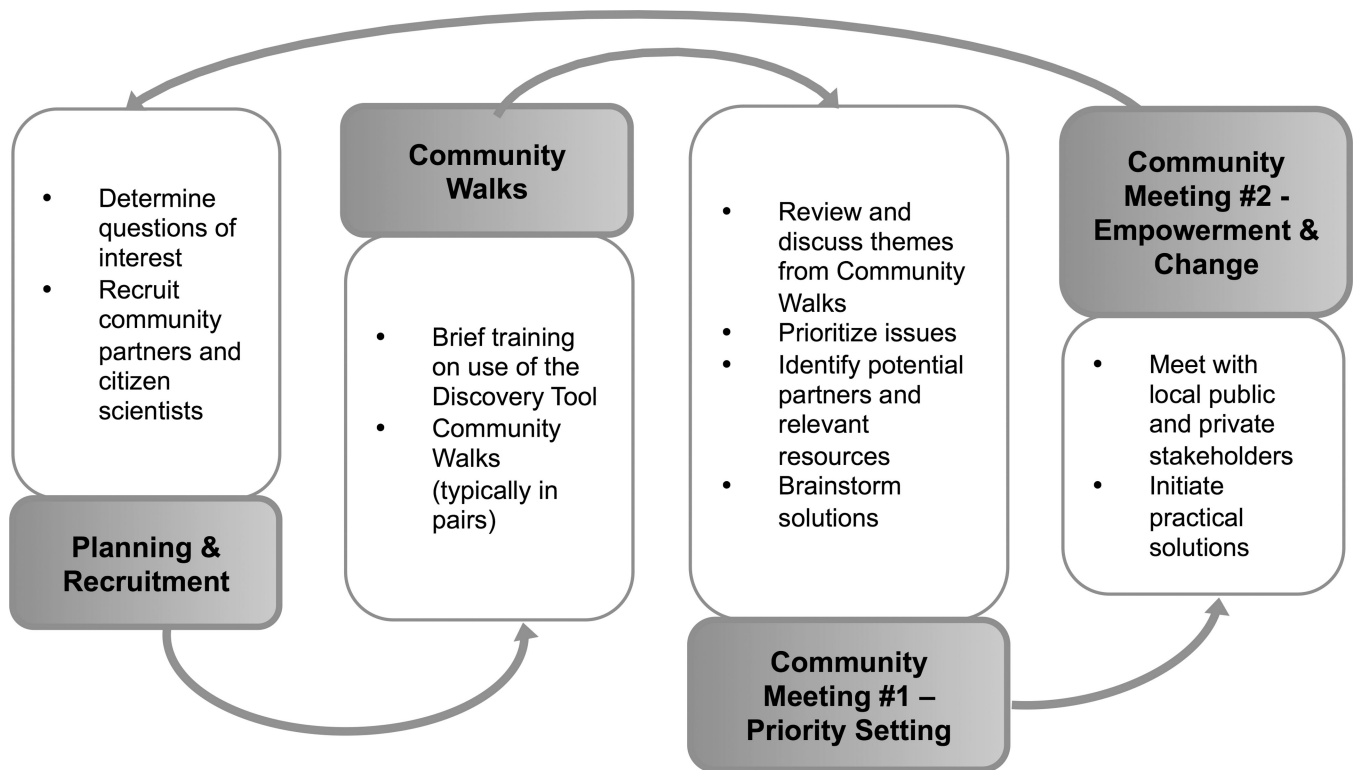 • Determine
questions of
interest
• Recruit
community
partners and
citizen
scientists
Planning &
Recruitment
Community
Walks
• Brief training
on use of the
Discovery Tool
• Community
Walks
(typically in
pairs)
• Review and
discuss themes
from Community
Walks
• Prioritize issues
• Identify potential
partners and
relevant
resources
• Brainstorm
solutions
Community
Meeting #1 –
Priority Setting
Community
Meeting #2 -
Empowerment &
Change
• Meet with
local public
and private
stakeholders
• Initiate
practical
solutions